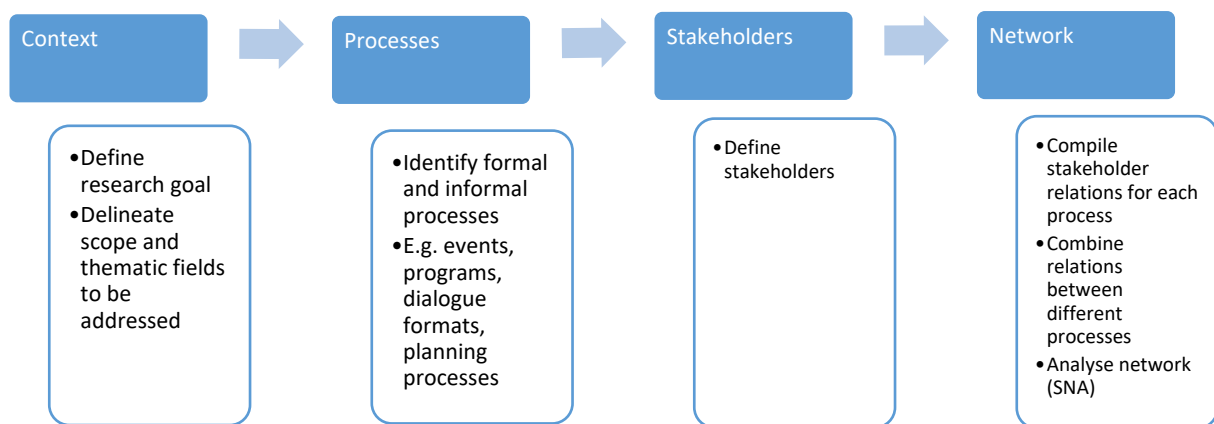 Context
Processes
Stakeholders
Network
•Define
research goal
•Delineate
scope and
thematic fields
to be
addressed
•Identify formal
and informal
processes
•E.g. events,
programs,
dialogue
formats,
planning
processes
•Define
stakeholders
•Compile
stakeholder
relations for each
process
•Combine
relations
between
different
processes
•Analyse network
(SNA)